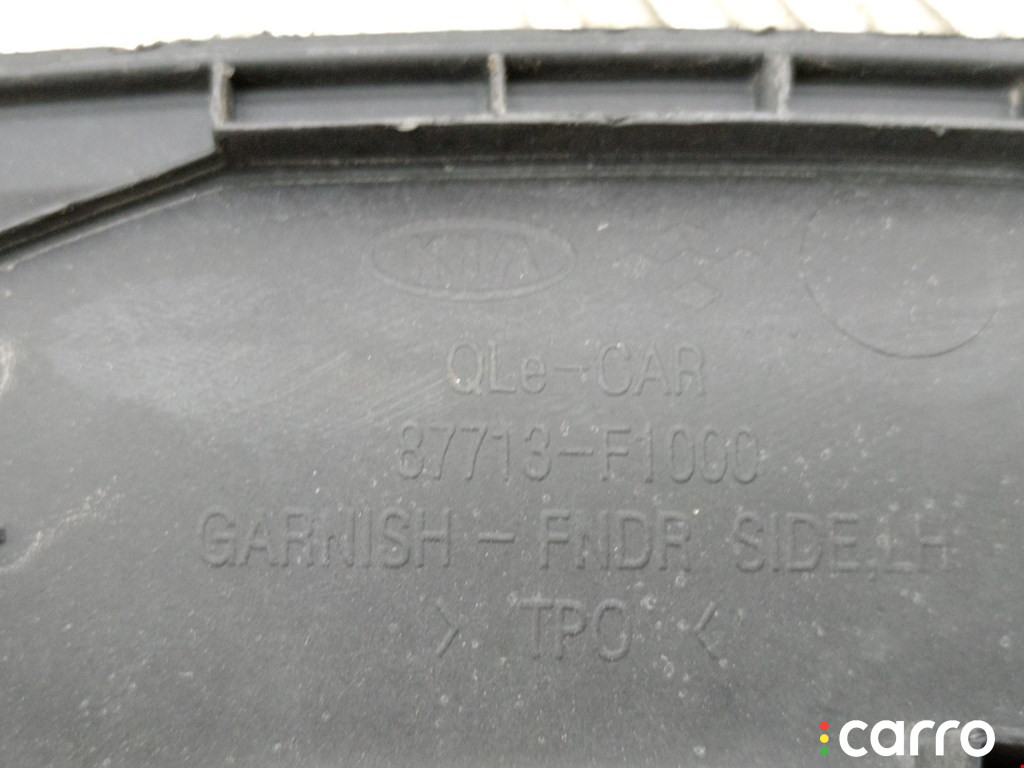 KIA
QLe-CAR
87713-F1000
GARNISH - FNDR SIDE,LH
> TPO <
carro